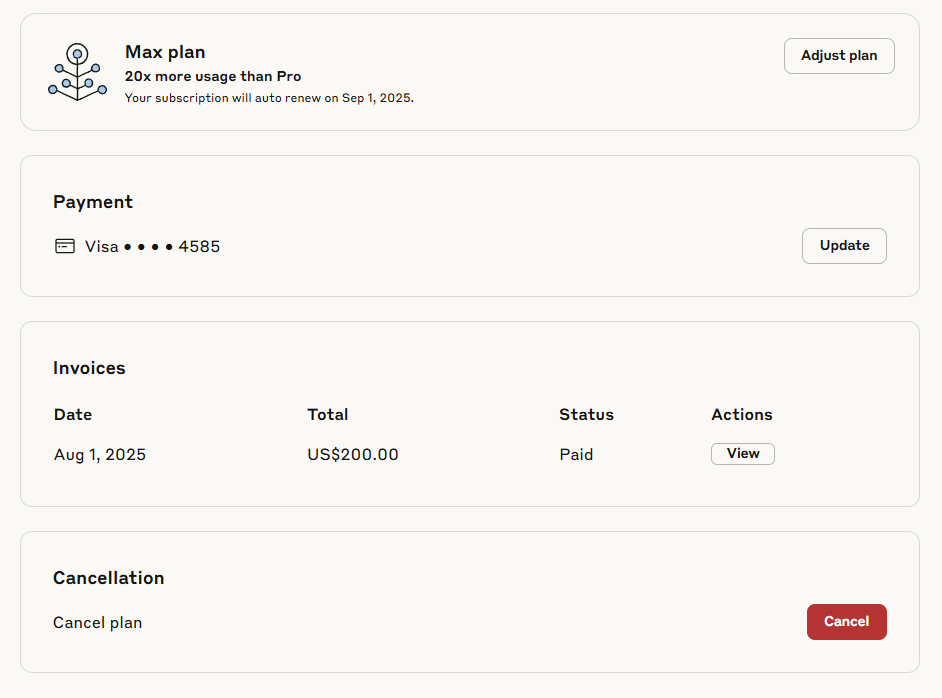 Max plan
20x more usage than Pro
Your subscription will auto renew on Sep 1, 2025.
Adjust plan
Payment
Visa • • • • 4585
Update
Invoices
Date Total Status Actions
Aug 1, 2025 US$200.00 Paid View
Cancellation
Cancel plan
Cancel